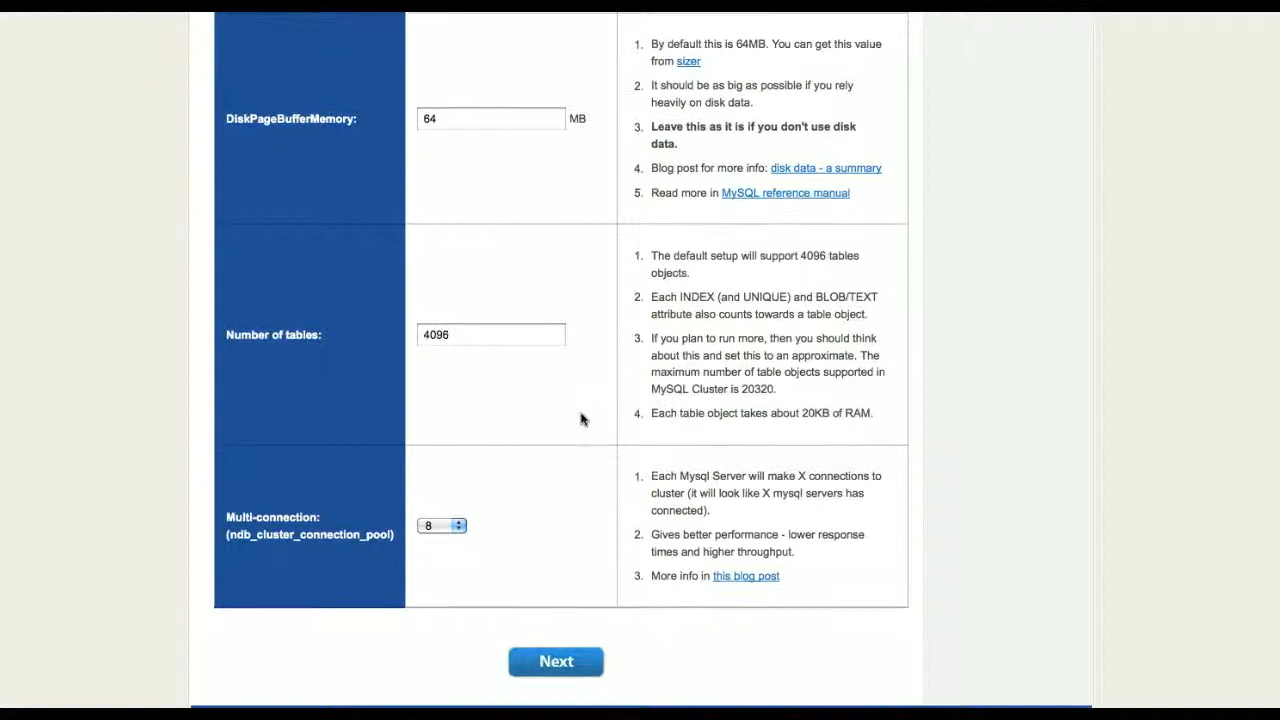 1. By default this is 64MB. You can get this value
from sizer
2. It should be as big as possible if you rely
heavily on disk data.
DiskPageBufferMemory:
64
MB
3. Leave this as it is if you don't use disk
data.
4. Blog post for more info: disk data - a summary
5. Read more in MySQL reference manual
1. The default setup will support 4096 tables
objects.
2. Each INDEX (and UNIQUE) and BLOB/TEXT
attribute also counts towards a table object.
Number of tables:
4096
3. If you plan to run more, then you should think
about this and set this to an approximate. The
maximum number of table objects supported in
MySQL Cluster is 20320.
4. Each table object takes about 20KB of RAM.
Multi-connection:
(ndb_cluster_connection_pool)
8
1. Each Mysql Server will make X connections to
cluster (it will look like X mysql servers has
connected).
2. Gives better performance - lower response
times and higher throughput.
3. More info in this blog post
Next